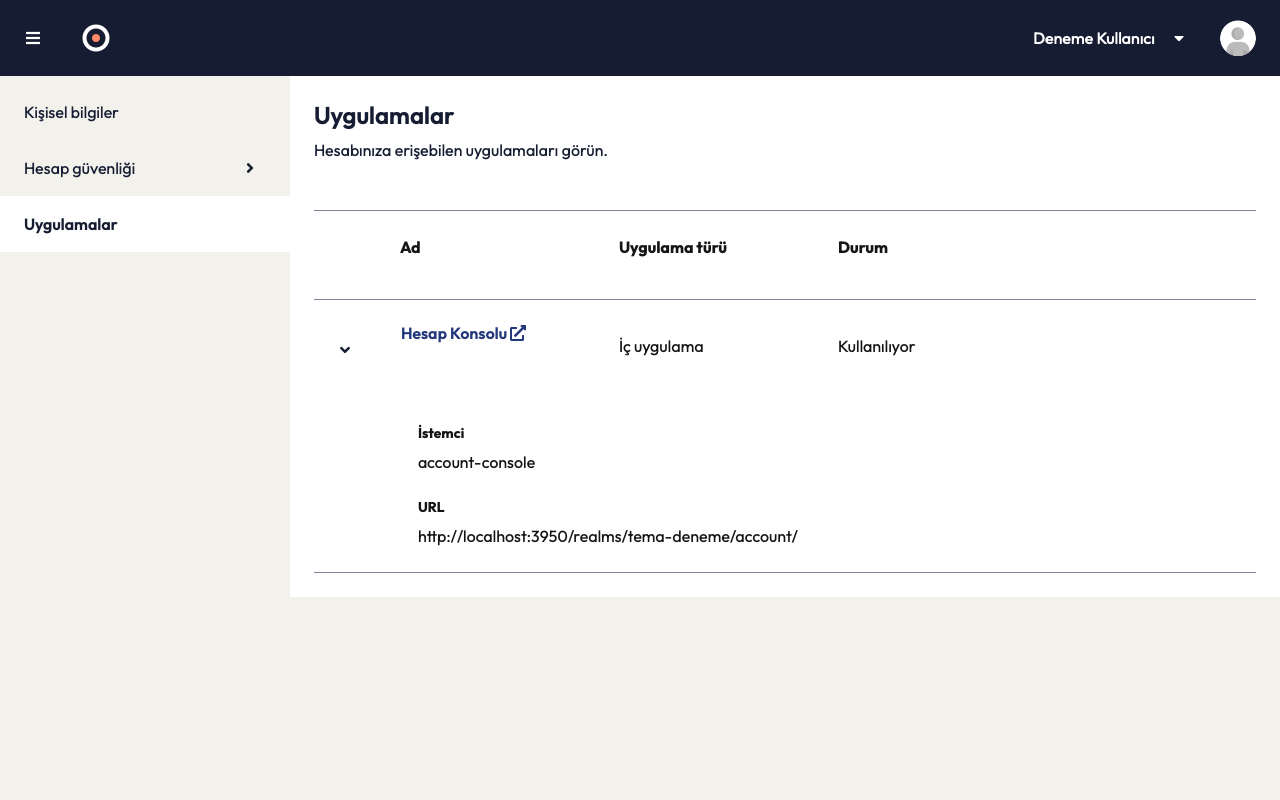 Deneme Kullanıcı
Kişisel bilgiler
Hesap güvenliği
Uygulamalar
Uygulamalar
Hesabınıza erişebilen uygulamaları görün.
Ad Uygulama türü Durum
Hesap Konsolu İç uygulama Kullanılıyor
İstemci
account-console
URL
http://localhost:3950/realms/tema-deneme/account/